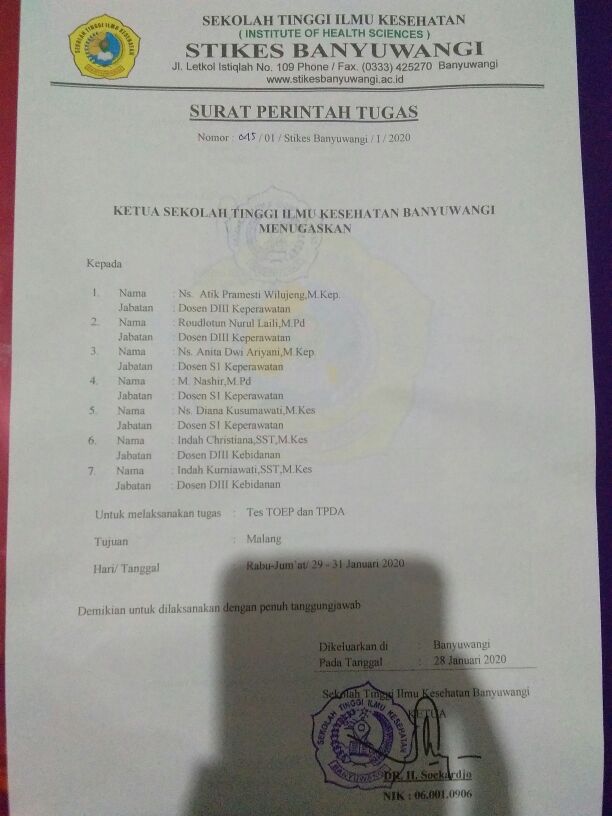 SEKOLAH TINGGI ILMU KESEHATAN
( INSTITUTE OF HEALTH SCIENCES )
STIKES BANYUWANGI
Jl. Letkol Istiqlah No. 109 Phone / Fax. (0333) 425270 Banyuwangi
www.stikesbanyuwangi.ac.id
SURAT PERINTAH TUGAS
Nomor : 045 / 01 / Stikes Banyuwangi / I / 2020
KETUA SEKOLAH TINGGI ILMU KESEHATAN BANYUWANGI
MENUGASKAN
Kepada
1. Nama : Ns. Atik Pramesti Wilujeng,M.Kep.
Jabatan : Dosen DIII Keperawatan
2. Nama : Roudlotun Nurul Laili,M.Pd
Jabatan : Dosen DIII Keperawatan
3. Nama : Ns. Anita Dwi Ariyani,M.Kep
Jabatan : Dosen S1 Keperawatan
4. Nama : M. Nashir,M.Pd
Jabatan : Dosen S1 Keperawatan
5. Nama : Ns. Diana Kusumawati,M.Kes
Jabatan : Dosen S1 Keperawatan
6. Nama : Indah Christiana,SST,M.Kes
Jabatan : Dosen DIII Kebidanan
7. Nama : Indah Kurniawati,SST,M.Kes
Jabatan : Dosen DIII Kebidanan
Untuk melaksanakan tugas : Tes TOEP dan TPDA
Tujuan : Malang
Hari/ Tanggal : Rabu-Jum`at/ 29 - 31 Januari 2020
Demikian untuk dilaksanakan dengan penuh tanggungjawab
Dikeluarkan di : Banyuwangi
Pada Tanggal : 28 Januari 2020
Sekolah Tinggi Ilmu Kesehatan Banyuwangi
KETUA
SEKOLAH TINGGI ILMU KESEHATAN
BANYUWANGI
DR. H. Soekardjo
NIK : 06.001.0906